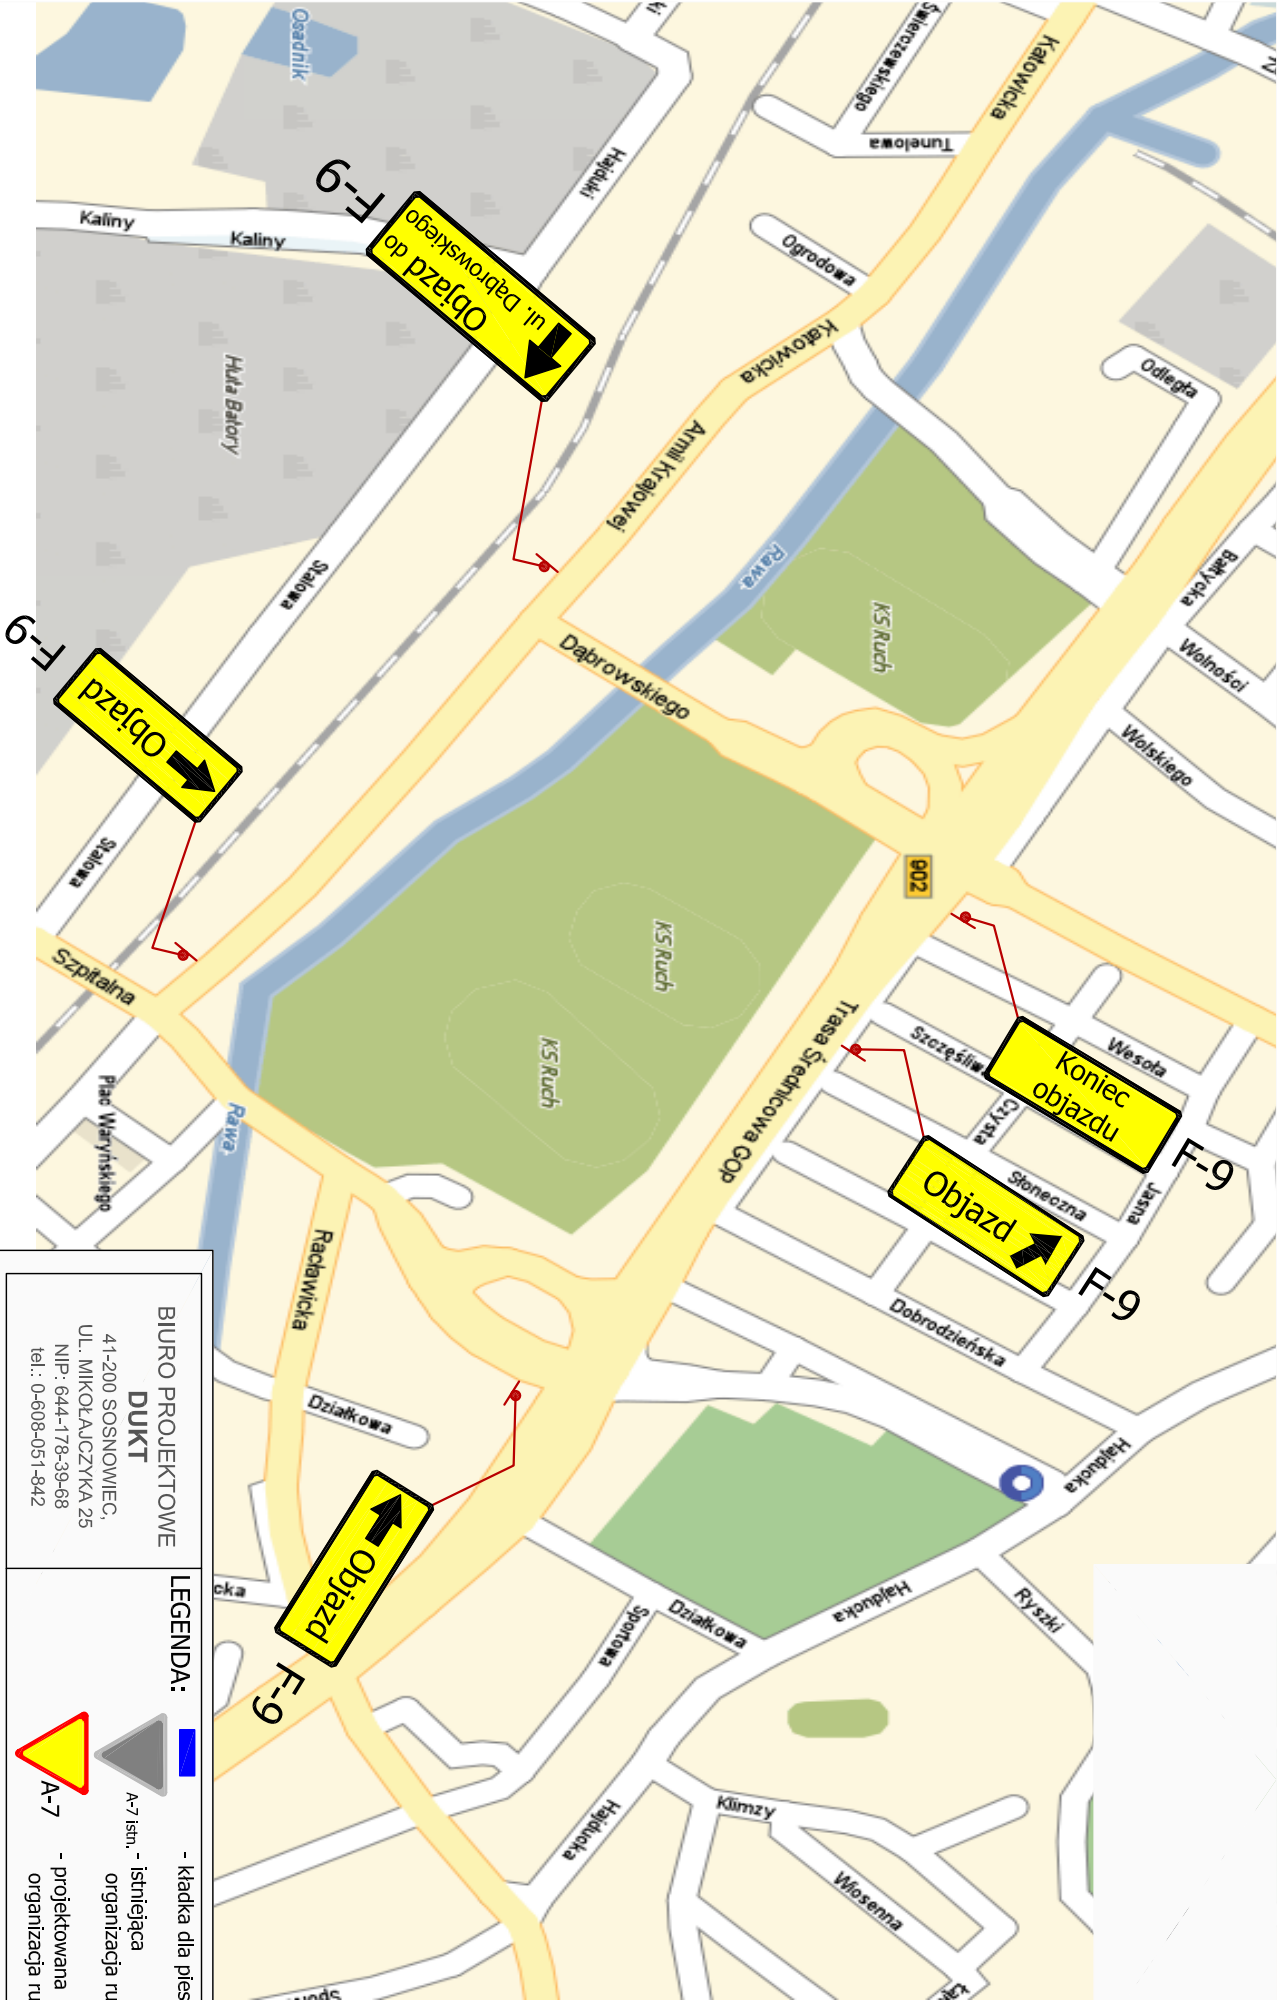 Osadnik
Hajduki
Kaliny
Kaliny
Huta Batory
Stalowa
Stalowa
Szpitalna
Plac Waryńskiego
Świerczewskiego
Tunelowa
Katowicka
Ogrodowa
Katowicka
Armii Krajowej
Rawa
Dąbrowskiego
KS Ruch
KS Ruch
KS Ruch
Odległa
Bałtycka
Wolności
Wolskiego
902
Trasa Średnicowa GOP
Szczęśliwa
Wesoła
Czysta
Słoneczna
Jasna
Dobrodzieńska
Rawa
Racławicka
Działkowa
cka
Działkowa
Sportowa
Hajducka
Hajducka
Hajducka
Ryszki
Klimzy
Wiosenna
F-9
Objazd do
ul. Dąbrowskiego
F-9
Objazd
Koniec
objazdu
F-9
Objazd
F-9
Objazd
F-9
BIURO PROJEKTOWE
DUKT
41-200 SOSNOWIEC,
UL. MIKOŁAJCZYKA 25
NIP: 644-178-39-68
tel.: 0-608-051-842
LEGENDA:
- kładka dla pies
A-7 istn. - istniejąca
organizacja ru
A-7 - projektowana
organizacja ru